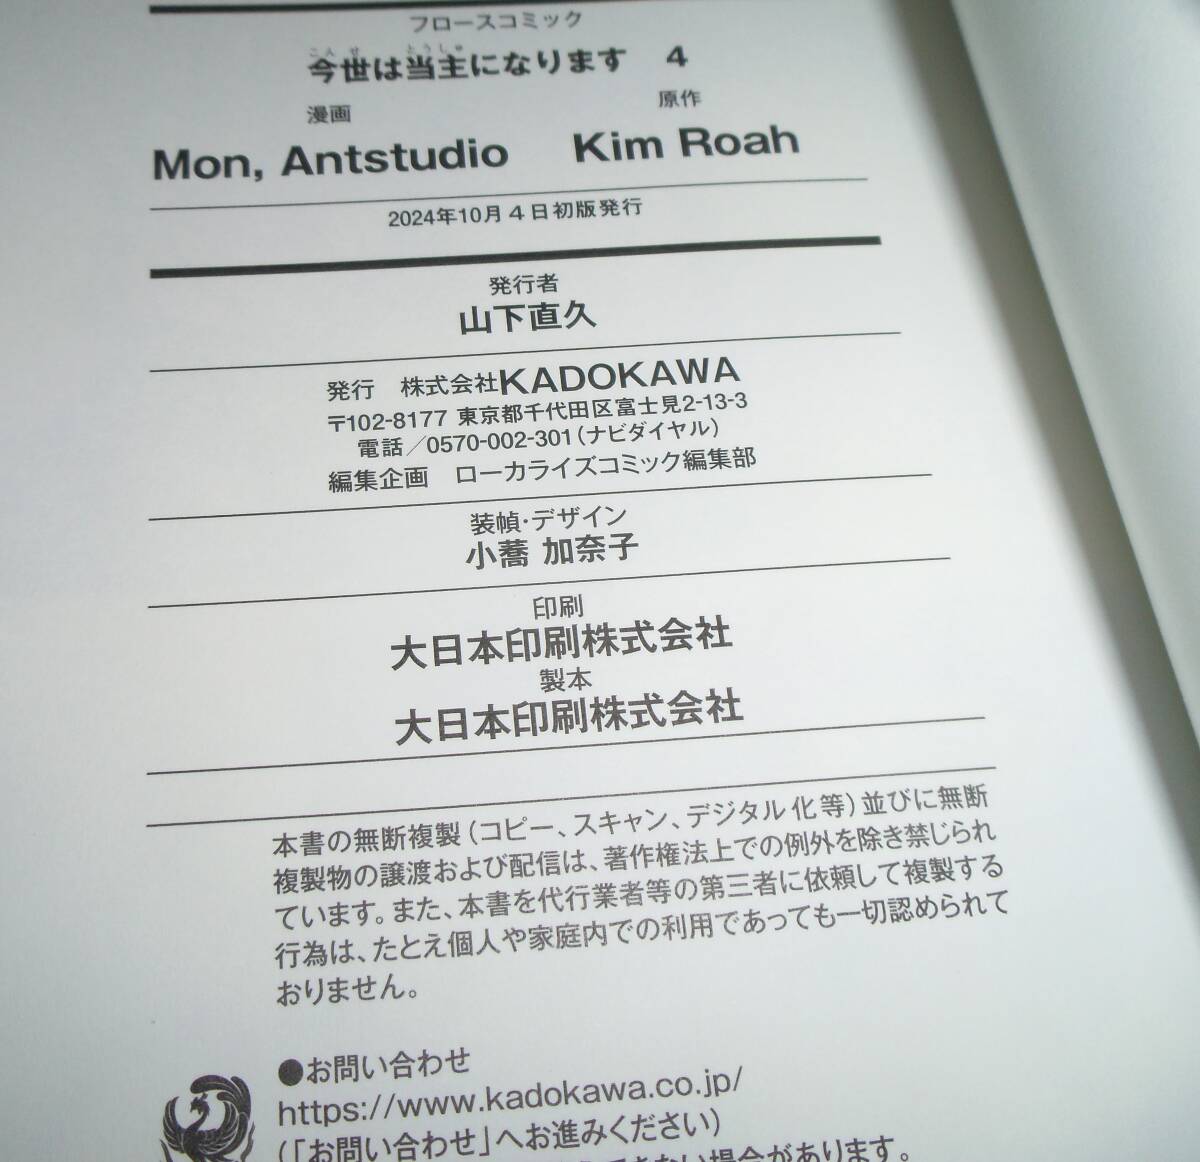 フロースコミック
今世は当主になります 4
漫画 原作
Mon, Antstudio Kim Roah
2024年10月4日初版発行
発行者
山下直久
発行 株式会社KADOKAWA
〒102-8177 東京都千代田区富士見2-13-3
電話／0570-002-301（ナビダイヤル）
編集企画 ローカライズコミック編集部
装幀・デザイン
小蕎 加奈子
印刷
大日本印刷株式会社
製本
大日本印刷株式会社
本書の無断複製（コピー、スキャン、デジタル化等）並びに無断
複製物の譲渡および配信は、著作権法上での例外を除き禁じられ
ています。また、本書を代行業者等の第三者に依頼して複製する
行為は、たとえ個人や家庭内での利用であっても一切認められて
おりません。
●お問い合わせ
https://www.kadokawa.co.jp/
（「お問い合わせ」へお進みください）
できない場合があります。